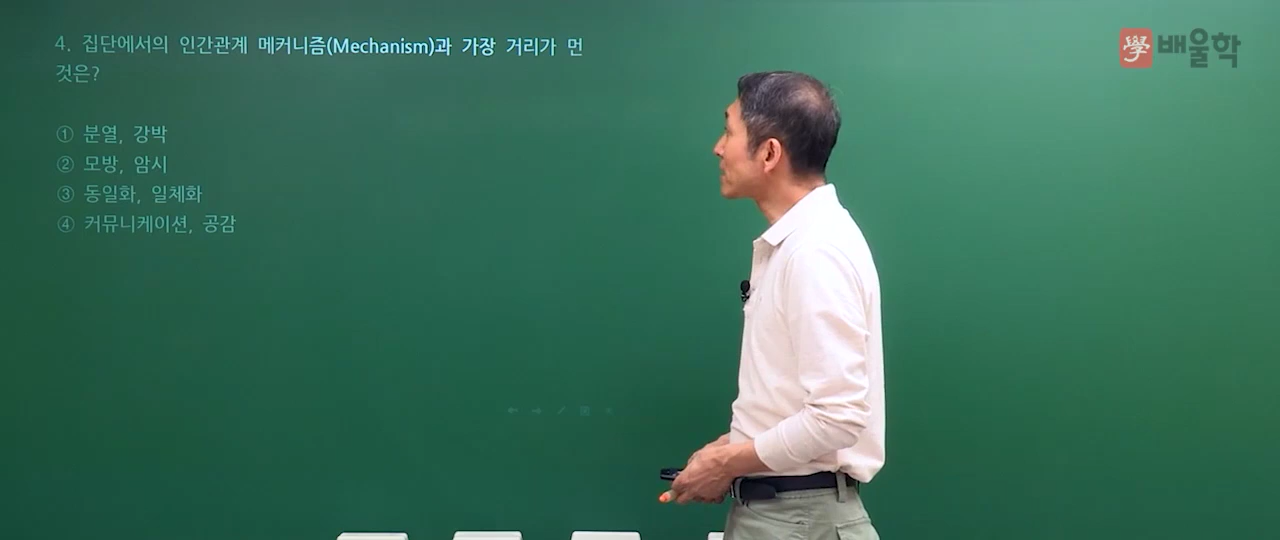 4. 집단에서의 인간관계 메커니즘(Mechanism)과 가장 거리가 먼
것은?
① 분열, 강박
② 모방, 암시
③ 동일화, 일체화
④ 커뮤니케이션, 공감
學 배울학